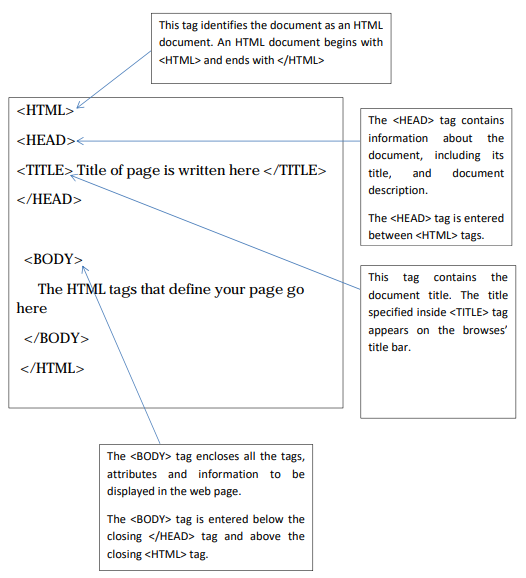 This tag identifies the document as an HTML
document. An HTML document begins with
<HTML> and ends with </HTML>
<HTML>
<HEAD>
<TITLE> Title of page is written here </TITLE>
</HEAD>
<BODY>
The HTML tags that define your page go
here
</BODY>
</HTML>
The <HEAD> tag contains
information about the
document, including its
title, and document
description.
The <HEAD> tag is entered
between <HTML> tags.
This tag contains the
document title. The title
specified inside <TITLE> tag
appears on the browses’
title bar.
The <BODY> tag encloses all the tags,
attributes and information to be
displayed in the web page.
The <BODY> tag is entered below the
closing </HEAD> tag and above the
closing <HTML> tag.